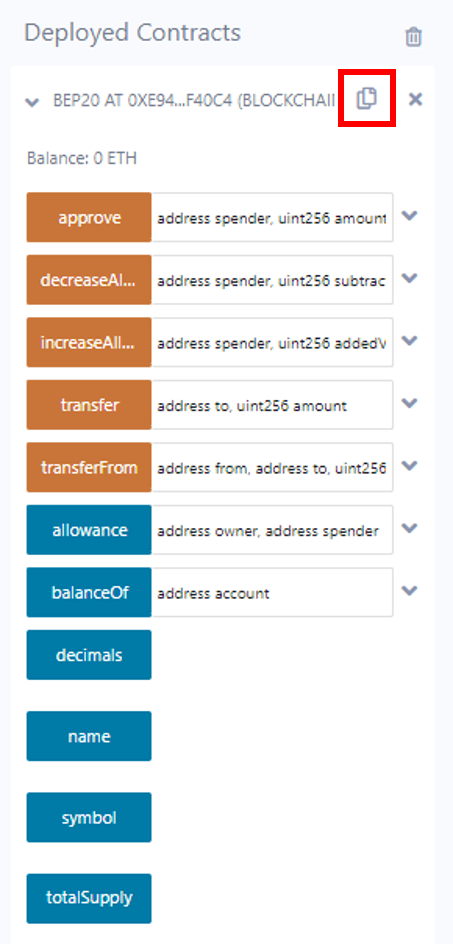 Deployed Contracts
BEP20 AT 0XE94...F40C4 (BLOCKCHAII
Balance: 0 ETH
approve address spender, uint256 amount
decreaseAl... address spender, uint256 subtrac
increaseAll... address spender, uint256 addedV
transfer address to, uint256 amount
transferFrom address from, address to, uint256
allowance address owner, address spender
balanceOf address account
decimals
name
symbol
totalSupply